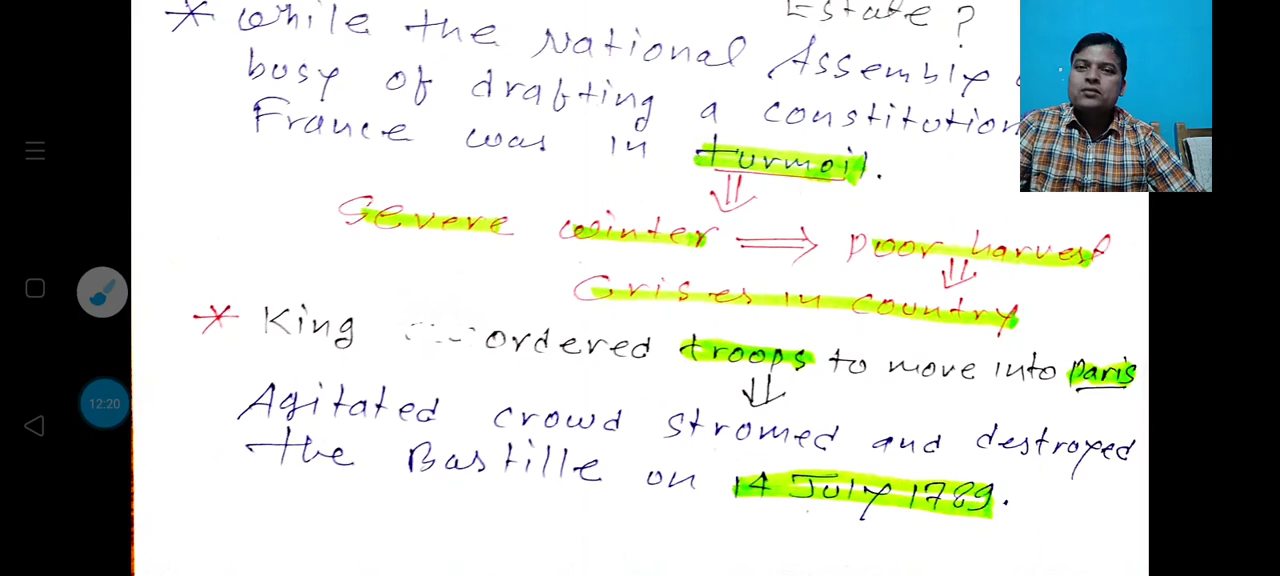 Estate?
* While the National Assembly
busy of drafting a constitution
France was in turmoil.
Severe winter ⇒ poor harvest
Crises in country
* King ordered troops to move into Paris
Agitated crowd stromed and destroyed
the Bastille on 14 July 1789.
12:20